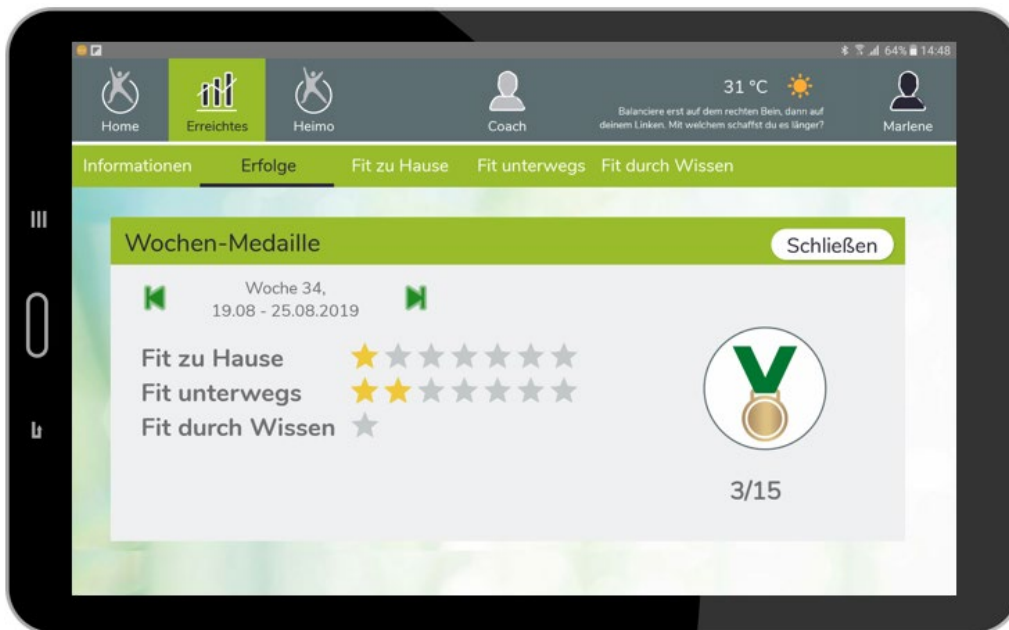 64% 14:48
Home
Erreichtes
Heimo
Coach
31 °C
Balanciere erst auf dem rechten Bein, dann auf
deinem Linken. Mit welchem schaffst du es länger?
Marlene
Informationen Erfolge Fit zu Hause Fit unterwegs Fit durch Wissen
Wochen-Medaille
Schließen
Woche 34,
19.08 - 25.08.2019
Fit zu Hause
Fit unterwegs
Fit durch Wissen
3/15